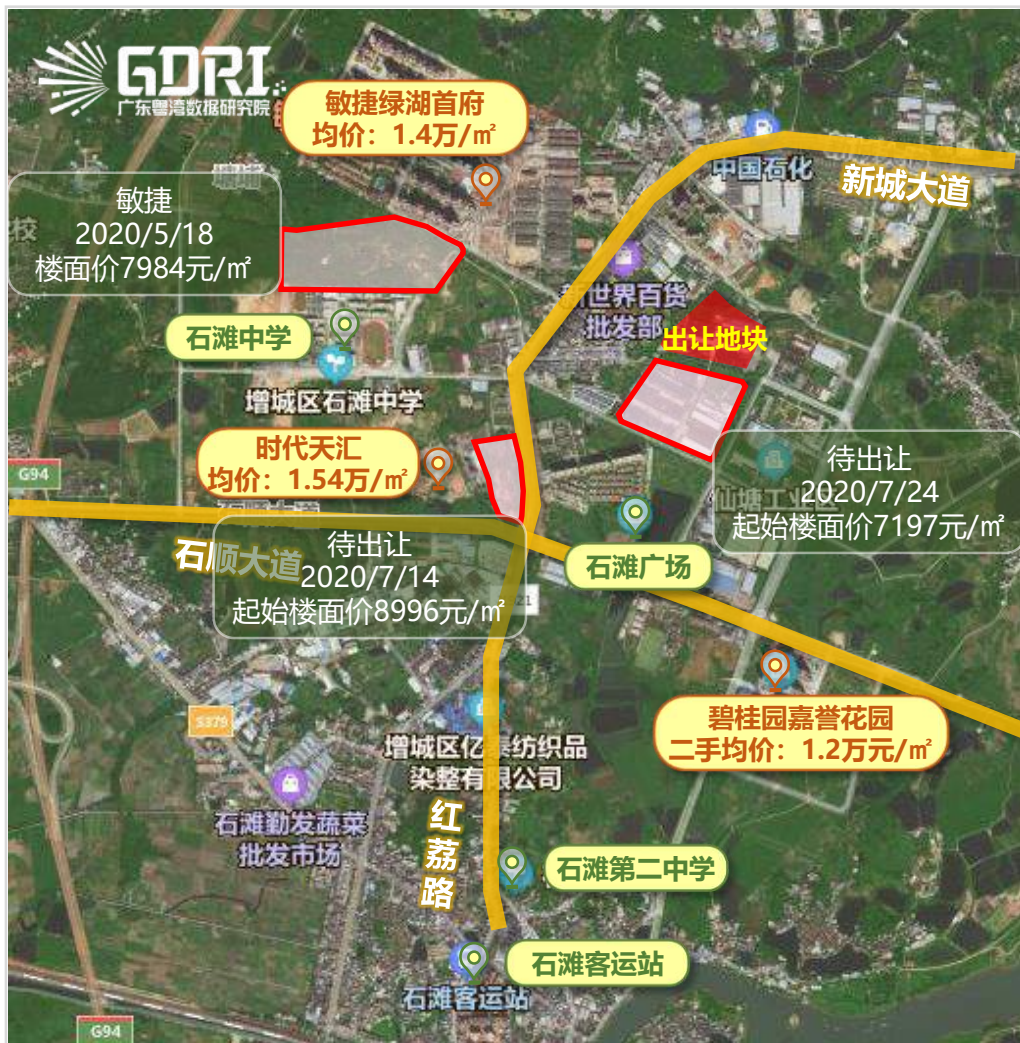 GDRI
广东粤湾数据研究院
敏捷绿湖首府
均价：1.4万/㎡
中国石化
新城大道
敏捷
2020/5/18
楼面价7984元/㎡
校
新世界百货
批发部
出让地块
石滩中学
增城区石滩中学
时代天汇
均价：1.54万/㎡
G94
待出让
2020/7/24
起始楼面价7197元/㎡
仙塘工业区
石顺大道
待出让
2020/7/14
起始楼面价8996元/㎡
石滩广场
S379
碧桂园嘉誉花园
二手均价：1.2万元/㎡
增城区亿泰纺织品
染整有限公司
石滩勤发蔬菜
批发市场
红荔路
石滩第二中学
石滩客运站
石滩客运站
G94